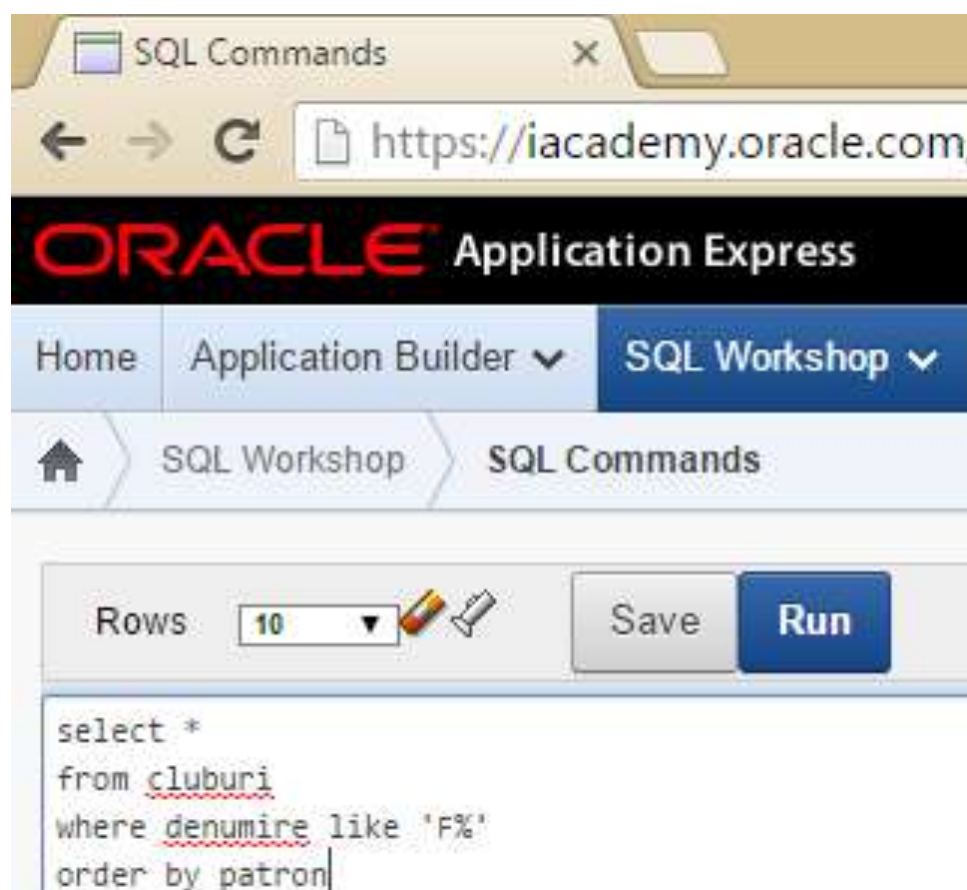 SQL Commands
https://iacademy.oracle.com
ORACLE Application Express
Home Application Builder SQL Workshop
SQL Workshop SQL Commands
Rows 10 Save Run
select *
from cluburi
where denumire like 'F%'
order by patron